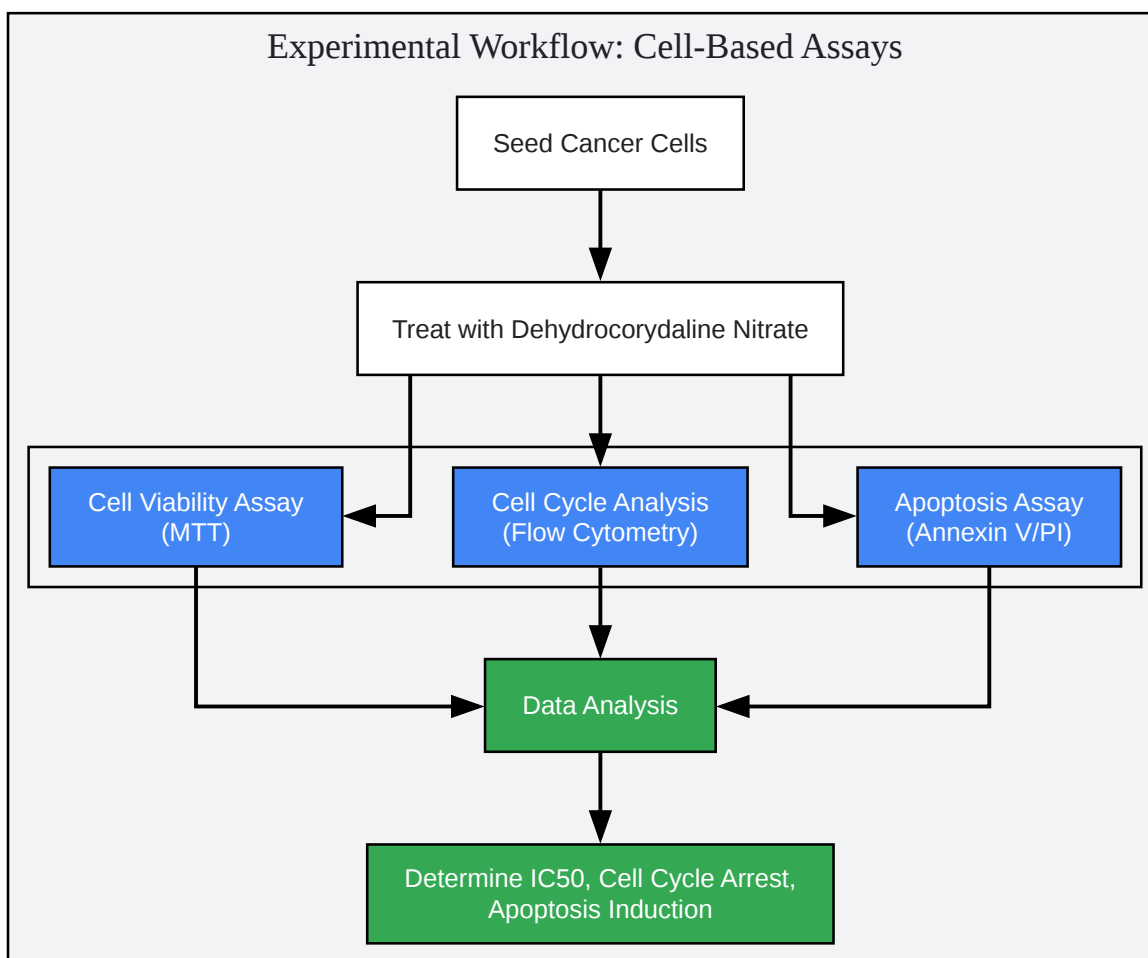 Experimental Workflow: Cell-Based Assays
Seed Cancer Cells
Treat with Dehydrocorydaline Nitrate
Cell Viability Assay
(MTT)
Cell Cycle Analysis
(Flow Cytometry)
Apoptosis Assay
(Annexin V/PI)
Data Analysis
Determine IC50, Cell Cycle Arrest,
Apoptosis Induction